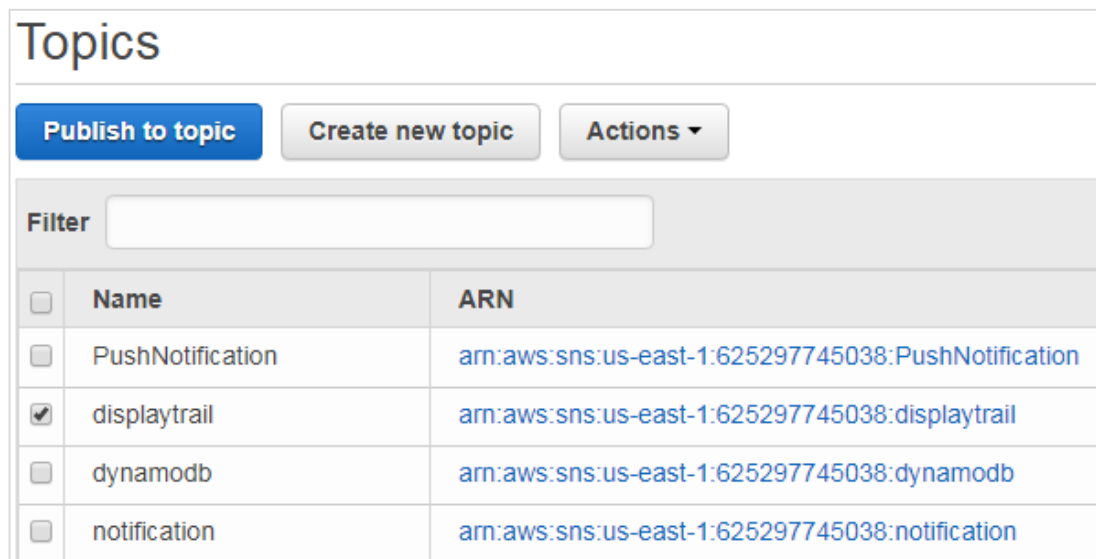 Topics
Publish to topic Create new topic Actions
Filter
Name ARN
PushNotification arn:aws:sns:us-east-1:625297745038:PushNotification
displaytrail arn:aws:sns:us-east-1:625297745038:displaytrail
dynamodb arn:aws:sns:us-east-1:625297745038:dynamodb
notification arn:aws:sns:us-east-1:625297745038:notification